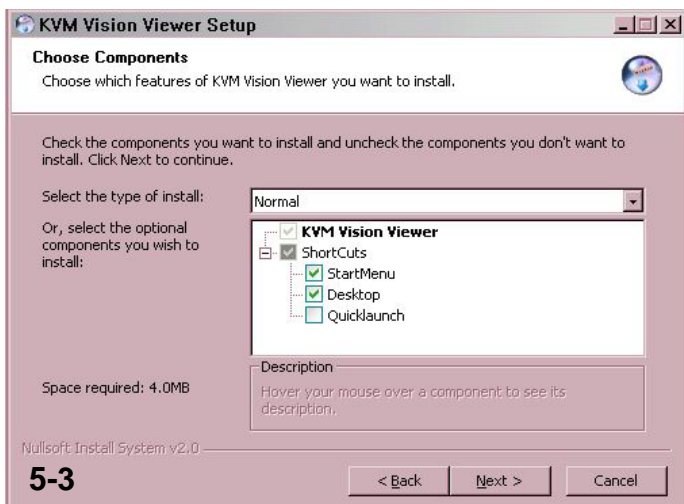 KVM Vision Viewer Setup
Choose Components
Choose which features of KVM Vision Viewer you want to install.
Check the components you want to install and uncheck the components you don't want to
install. Click Next to continue.
Select the type of install:
Normal
Or, select the optional
components you wish to
install:
KVM Vision Viewer
ShortCuts
StartMenu
Desktop
Quicklaunch
Space required: 4.0MB
Description
Hover your mouse over a component to see its
description.
Nullsoft Install System v2.0
5-3
< Back
Next >
Cancel